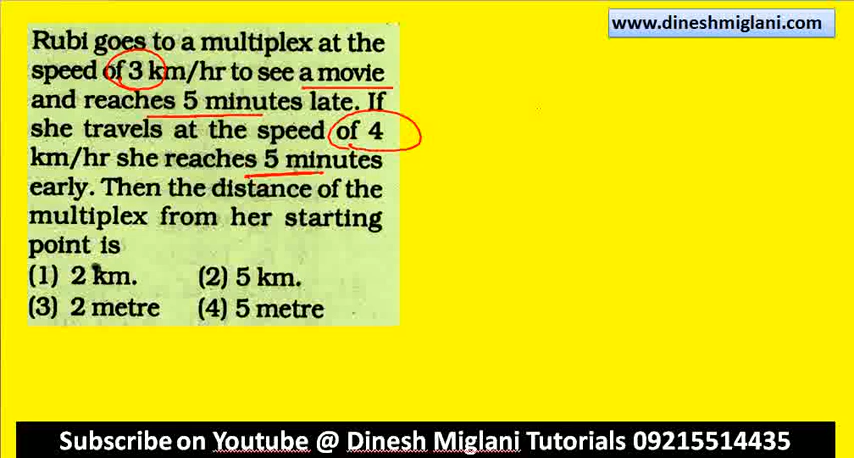 www.dineshmiglani.com
Rubi goes to a multiplex at the
speed of 3 km/hr to see a movie
and reaches 5 minutes late. If
she travels at the speed of 4
km/hr she reaches 5 minutes
early. Then the distance of the
multiplex from her starting
point is
(1) 2 km. (2) 5 km.
(3) 2 metre (4) 5 metre
Subscribe on Youtube @ Dinesh Miglani Tutorials 09215514435